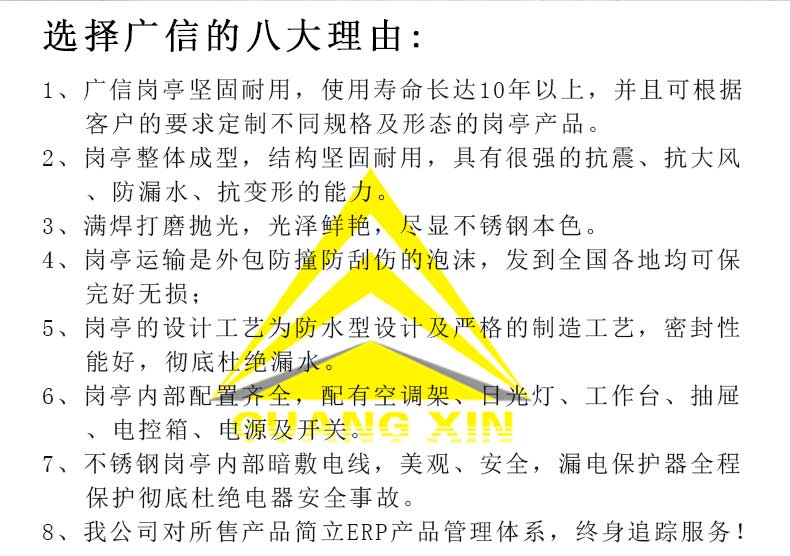 选择广信的八大理由:
1、广信岗亭坚固耐用，使用寿命长达10年以上，并且可根据
客户的要求定制不同规格及形态的岗亭产品。
2、岗亭整体成型，结构坚固耐用，具有很强的抗震、抗大风
、防漏水、抗变形的能力。
3、满焊打磨抛光，光泽鲜艳，尽显不锈钢本色。
4、岗亭运输是外包防撞防刮伤的泡沫，发到全国各地均可保
完好无损；
5、岗亭的设计工艺为防水型设计及严格的制造工艺，密封性
能好，彻底杜绝漏水。
6、岗亭内部配置齐全，配有空调架、日光灯、工作台、抽屉
、电控箱、电源及开关。
GUANG XIN
7、不锈钢岗亭内部暗敷电线，美观、安全，漏电保护器全程
保护彻底杜绝电器安全事故。
8、我公司对所售产品简立ERP产品管理体系，终身追踪服务！